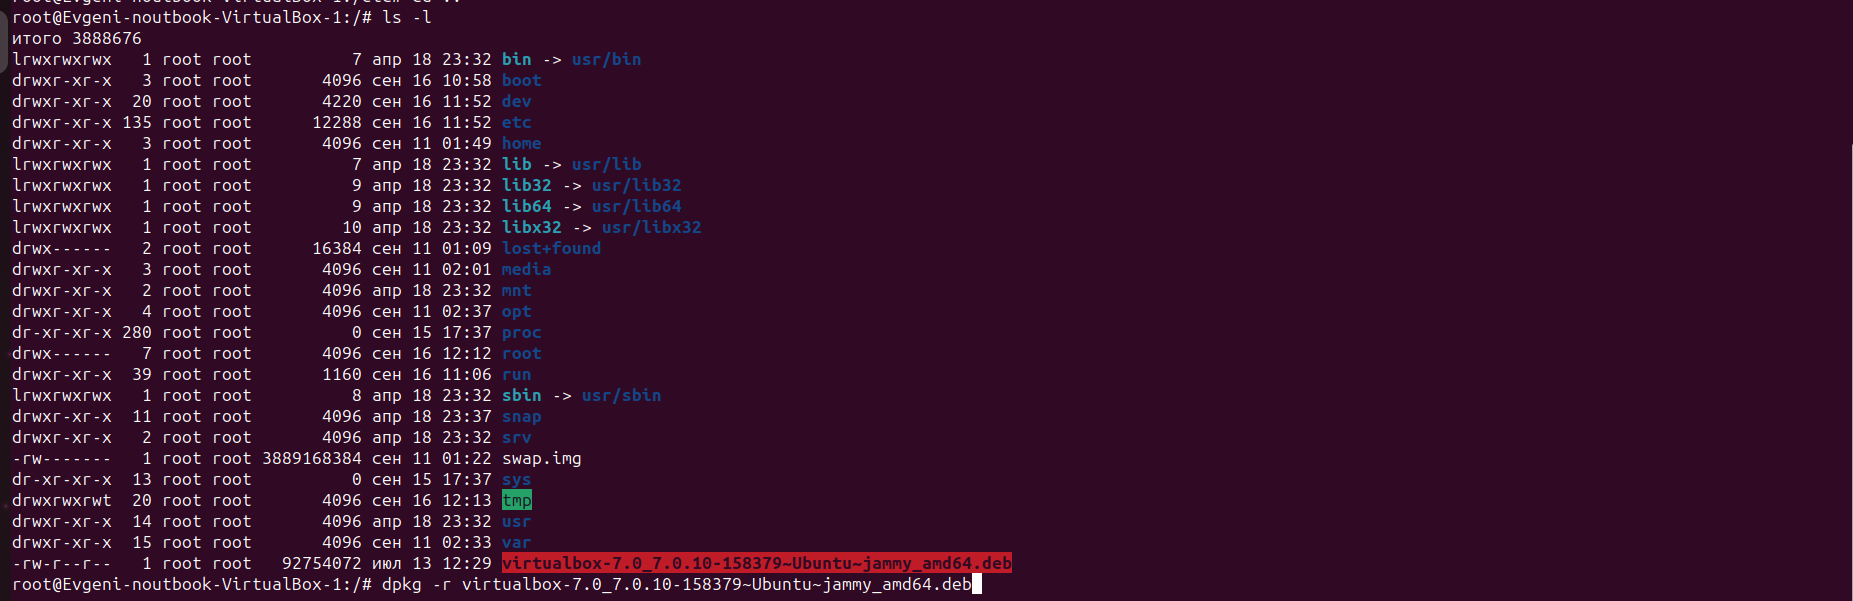 root@Evgeni-noutbook-VirtualBox-1:/# ls -l
итого 3888676
lrwxrwxrwx   1 root root          7 апр 18 23:32 bin -> usr/bin
drwxr-xr-x   3 root root       4096 сен 16 10:58 boot
drwxr-xr-x  20 root root       4220 сен 16 11:52 dev
drwxr-xr-x 135 root root      12288 сен 16 11:52 etc
drwxr-xr-x   3 root root       4096 сен 11 01:49 home
lrwxrwxrwx   1 root root          7 апр 18 23:32 lib -> usr/lib
lrwxrwxrwx   1 root root          9 апр 18 23:32 lib32 -> usr/lib32
lrwxrwxrwx   1 root root          9 апр 18 23:32 lib64 -> usr/lib64
lrwxrwxrwx   1 root root         10 апр 18 23:32 libx32 -> usr/libx32
drwx------   2 root root      16384 сен 11 01:09 lost+found
drwxr-xr-x   3 root root       4096 сен 11 02:01 media
drwxr-xr-x   2 root root       4096 апр 18 23:32 mnt
drwxr-xr-x   4 root root       4096 сен 11 02:37 opt
dr-xr-xr-x 280 root root          0 сен 15 17:37 proc
drwx------   7 root root       4096 сен 16 12:12 root
drwxr-xr-x  39 root root       1160 сен 16 11:06 run
lrwxrwxrwx   1 root root          8 апр 18 23:32 sbin -> usr/sbin
drwxr-xr-x  11 root root       4096 апр 18 23:37 snap
drwxr-xr-x   2 root root       4096 апр 18 23:32 srv
-rw-------   1 root root 3889168384 сен 11 01:22 swap.img
dr-xr-xr-x  13 root root          0 сен 15 17:37 sys
drwxrwxrwt  20 root root       4096 сен 16 12:13 tmp
drwxr-xr-x  14 root root       4096 апр 18 23:32 usr
drwxr-xr-x  15 root root       4096 сен 11 02:33 var
-rw-r--r--   1 root root   92754072 июл 13 12:29 virtualbox-7.0_7.0.10-158379~Ubuntu~jammy_amd64.deb
root@Evgeni-noutbook-VirtualBox-1:/# dpkg -r virtualbox-7.0_7.0.10-158379~Ubuntu~jammy_amd64.deb